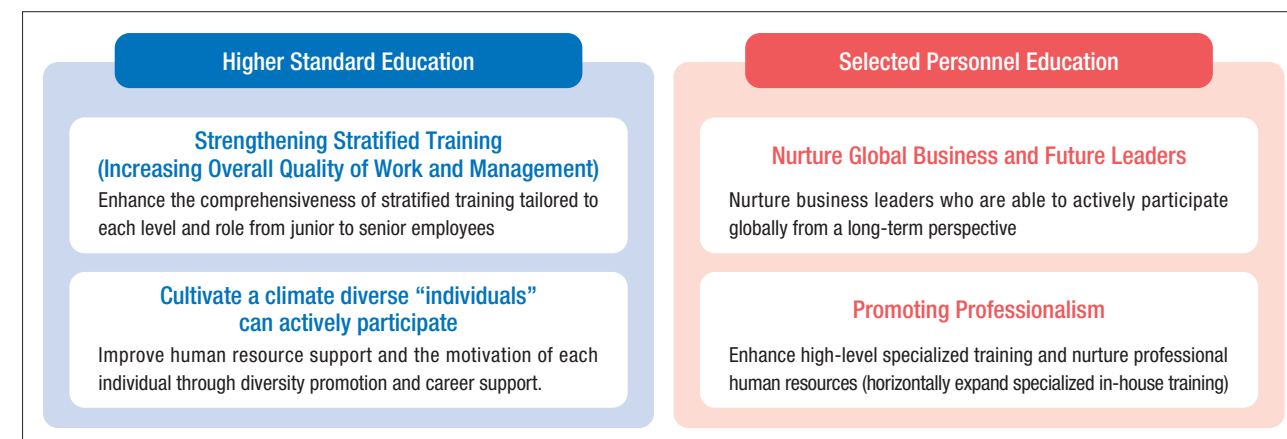 Higher Standard Education
Strengthening Stratified Training
(Increasing Overall Quality of Work and Management)
Enhance the comprehensiveness of stratified training tailored to
each level and role from junior to senior employees
Cultivate a climate diverse “individuals”
can actively participate
Improve human resource support and the motivation of each
individual through diversity promotion and career support.
Selected Personnel Education
Nurture Global Business and Future Leaders
Nurture business leaders who are able to actively participate
globally from a long-term perspective
Promoting Professionalism
Enhance high-level specialized training and nurture professional
human resources (horizontally expand specialized in-house training)